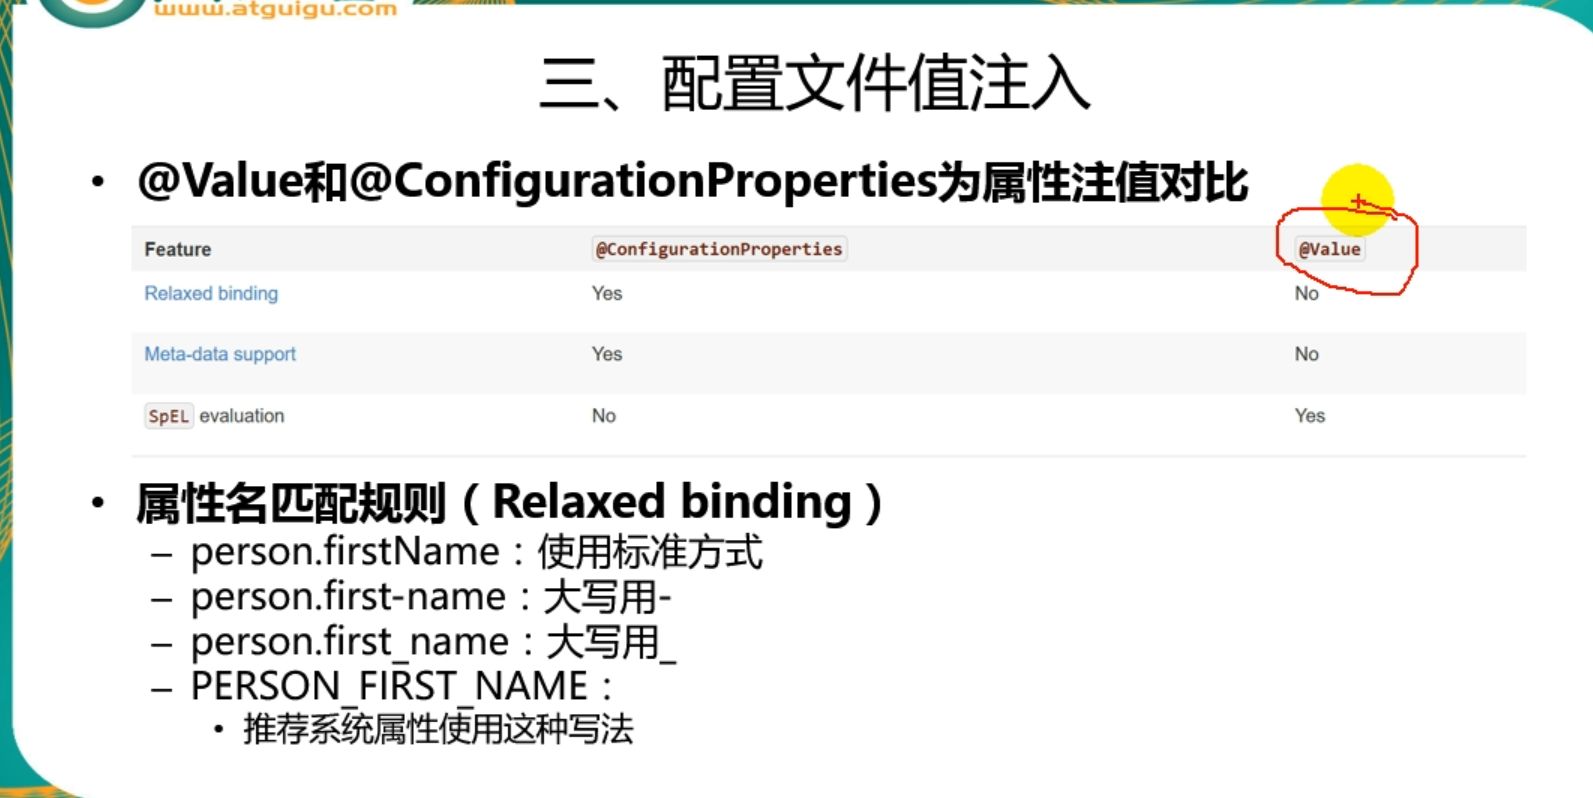 www.atguigu.com
三、配置文件值注入
• @Value和@ConfigurationProperties为属性注值对比
Feature @ConfigurationProperties @Value
Relaxed binding Yes No
Meta-data support Yes No
SpEL evaluation No Yes
• 属性名匹配规则（Relaxed binding）
– person.firstName：使用标准方式
– person.first-name：大写用-
– person.first_name：大写用_
– PERSON_FIRST_NAME：
• 推荐系统属性使用这种写法